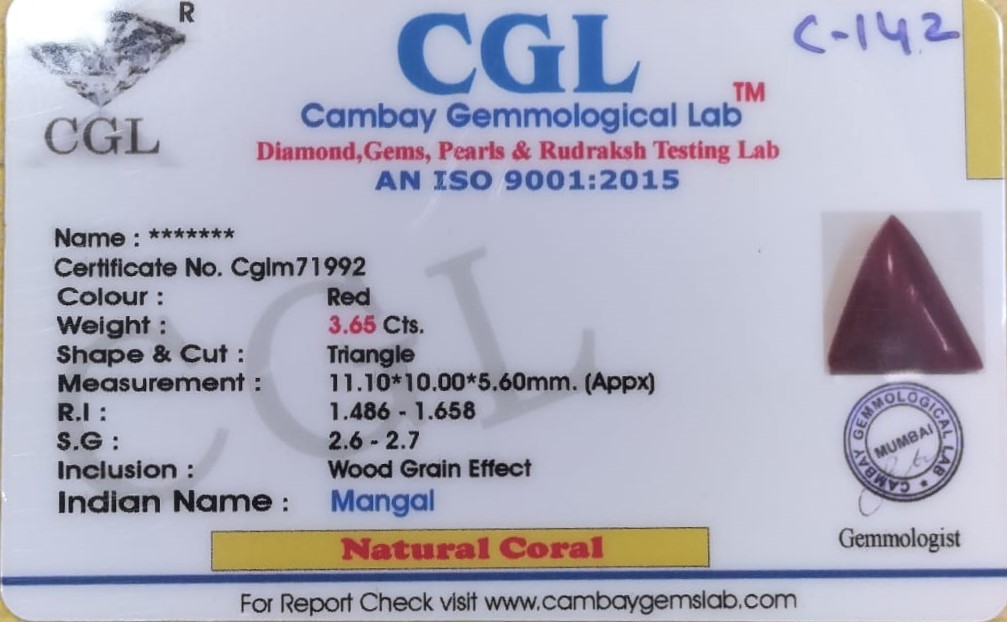 R
CGL
CGL
C-142
Cambay Gemmological Lab TM
Diamond,Gems, Pearls & Rudraksh Testing Lab
AN ISO 9001:2015
Name : *******
Certificate No. Cglm71992
Colour : Red
Weight : 3.65 Cts.
Shape & Cut : Triangle
Measurement : 11.10*10.00*5.60mm. (Appx)
R.I : 1.486 - 1.658
S.G : 2.6 - 2.7
Inclusion : Wood Grain Effect
Indian Name : Mangal
CGL
CAMBAY GEMMOLOGICAL LAB *
MUMBAI
Gemmologist
Natural Coral
For Report Check visit www.cambaygemslab.com